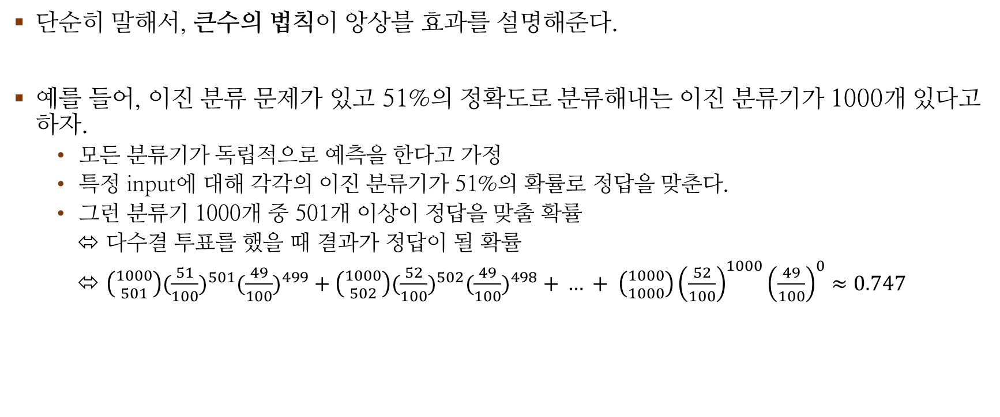 ▪ 단순히 말해서, 큰수의 법칙이 앙상블 효과를 설명해준다.
▪ 예를 들어, 이진 분류 문제가 있고 51%의 정확도로 분류해내는 이진 분류기가 1000개 있다고
하자.
• 모든 분류기가 독립적으로 예측을 한다고 가정
• 특정 input에 대해 각각의 이진 분류기가 51%의 확률로 정답을 맞춘다.
• 그런 분류기 1000개 중 501개 이상이 정답을 맞출 확률
⇔ 다수결 투표를 했을 때 결과가 정답이 될 확률
⇔ $\binom{1000}{501}(\frac{51}{100})^{501}(\frac{49}{100})^{499} + \binom{1000}{502}(\frac{52}{100})^{502}(\frac{49}{100})^{498} + \ldots + \binom{1000}{1000}\left(\frac{52}{100}\right)^{1000}\left(\frac{49}{100}\right)^{0} \approx 0.747$